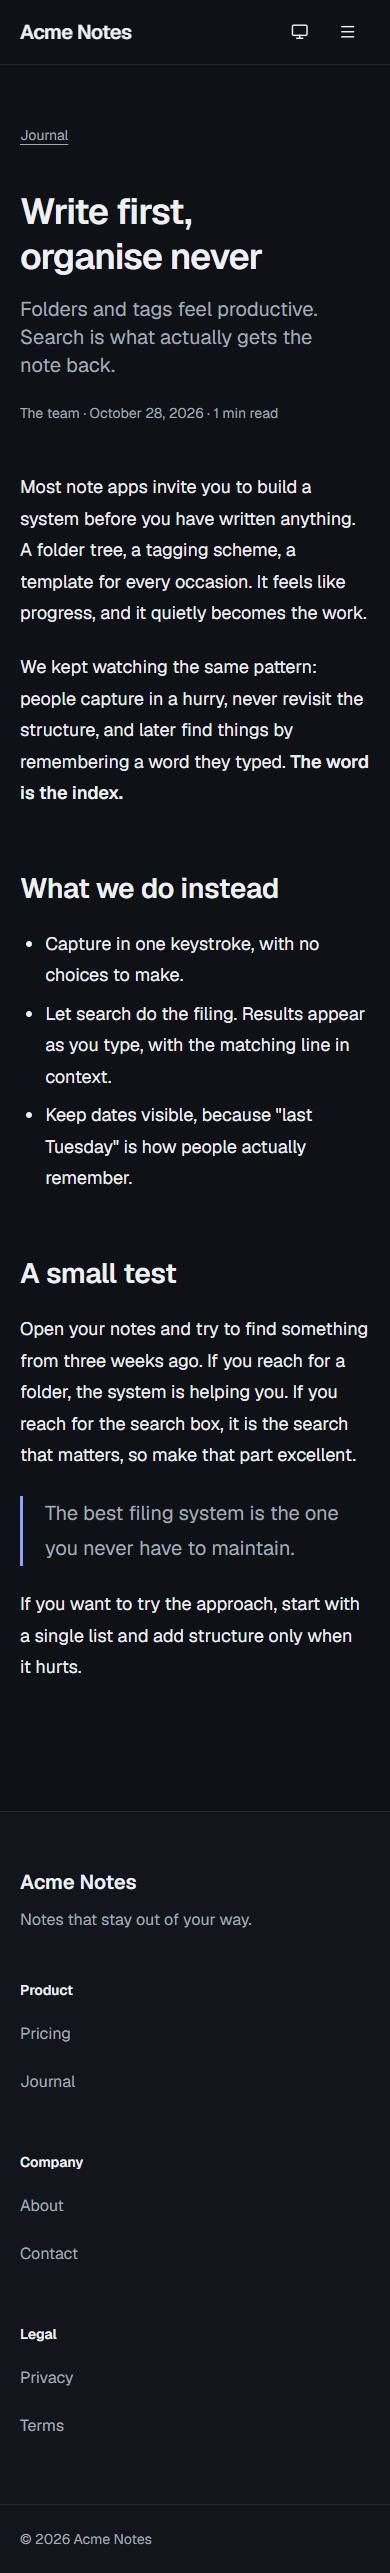 Acme Notes
Journal
Write first,
organise never
Folders and tags feel productive.
Search is what actually gets the
note back.
The team · October 28, 2026 · 1 min read
Most note apps invite you to build a
system before you have written anything.
A folder tree, a tagging scheme, a
template for every occasion. It feels like
progress, and it quietly becomes the work.
We kept watching the same pattern:
people capture in a hurry, never revisit the
structure, and later find things by
remembering a word they typed. The word
is the index.
What we do instead
• Capture in one keystroke, with no
choices to make.
• Let search do the filing. Results appear
as you type, with the matching line in
context.
• Keep dates visible, because "last
Tuesday" is how people actually
remember.
A small test
Open your notes and try to find something
from three weeks ago. If you reach for a
folder, the system is helping you. If you
reach for the search box, it is the search
that matters, so make that part excellent.
The best filing system is the one
you never have to maintain.
If you want to try the approach, start with
a single list and add structure only when
it hurts.
Acme Notes
Notes that stay out of your way.
Product
Pricing
Journal
Company
About
Contact
Legal
Privacy
Terms
© 2026 Acme Notes